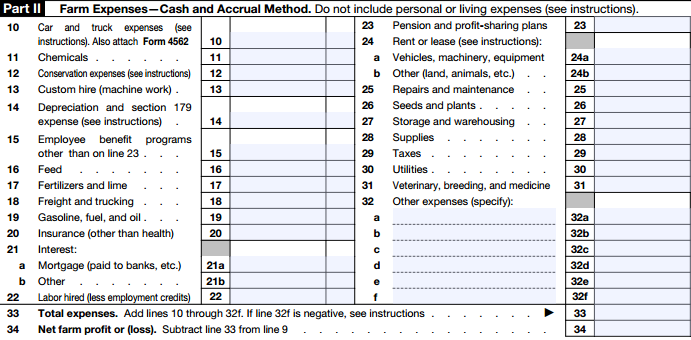 Part II Farm Expenses—Cash and Accrual Method. Do not include personal or living expenses (see instructions).
10 Car and truck expenses (see
instructions). Also attach Form 4562 10
11 Chemicals . . . . . . 11
12 Conservation expenses (see instructions) 12
13 Custom hire (machine work) . 13
14 Depreciation and section 179
expense (see instructions) . 14
15 Employee benefit programs
other than on line 23 . . . 15
16 Feed . . . . . . 16
17 Fertilizers and lime . . . 17
18 Freight and trucking . . . 18
19 Gasoline, fuel, and oil . . . 19
20 Insurance (other than health) 20
21 Interest:
a Mortgage (paid to banks, etc.) 21a
b Other . . . . . . 21b
22 Labor hired (less employment credits) 22
23 Pension and profit-sharing plans 23
24 Rent or lease (see instructions):
a Vehicles, machinery, equipment 24a
b Other (land, animals, etc.) . . 24b
25 Repairs and maintenance . . 25
26 Seeds and plants . . . . 26
27 Storage and warehousing . . 27
28 Supplies . . . . . . 28
29 Taxes . . . . . . 29
30 Utilities . . . . . . 30
31 Veterinary, breeding, and medicine 31
32 Other expenses (specify):
a 32a
b 32b
c 32c
d 32d
e 32e
f 32f
33 Total expenses. Add lines 10 through 32f. If line 32f is negative, see instructions . . . . . . ▶ 33
34 Net farm profit or (loss). Subtract line 33 from line 9 . . . . . . . . . . . . . 34